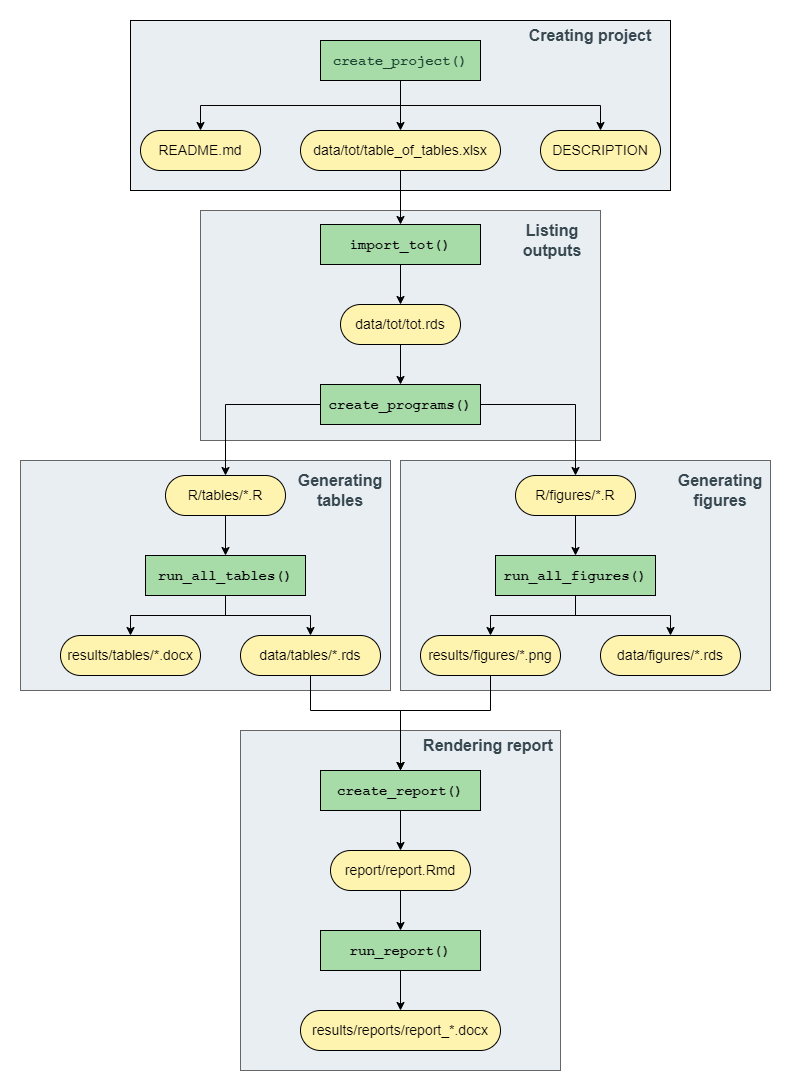 Creating project
create_project()
README.md
data/tot/table_of_tables.xlsx
DESCRIPTION
Listing
outputs
import_tot()
data/tot/tot.rds
create_programs()
Generating
tables
R/tables/*.R
run_all_tables()
results/tables/*.docx
data/tables/*.rds
Generating
figures
R/figures/*.R
run_all_figures()
results/figures/*.png
data/figures/*.rds
Rendering report
create_report()
report/report.Rmd
run_report()
results/reports/report_*.docx